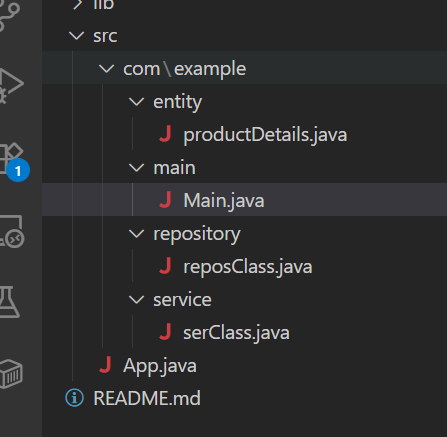 lib
src
com\example
entity
J productDetails.java
main
J Main.java
repository
J reposClass.java
service
J serClass.java
J App.java
README.md
1